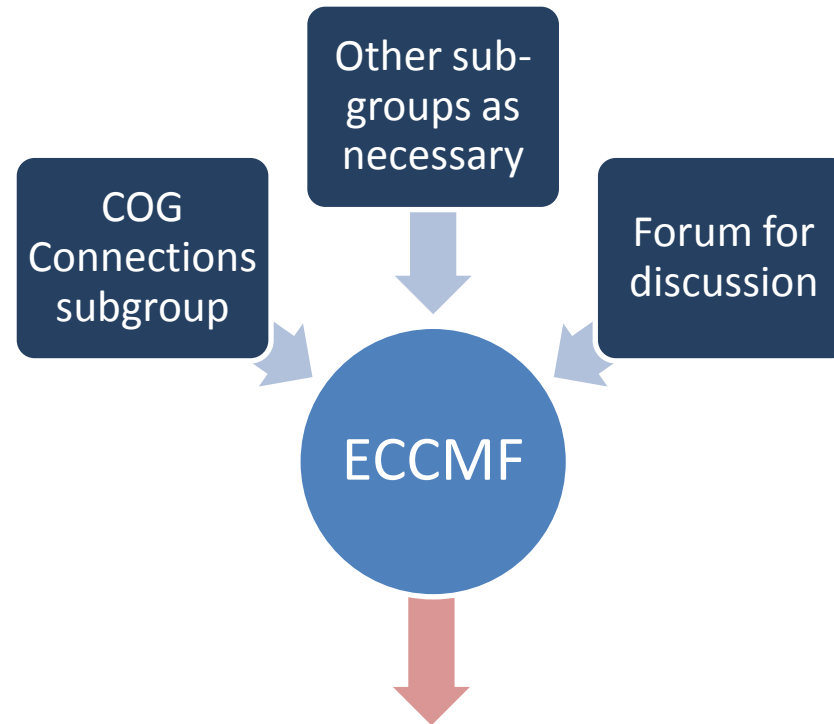 Other sub-
groups as
necessary
COG
Connections
subgroup
Forum for
discussion
ECCMF